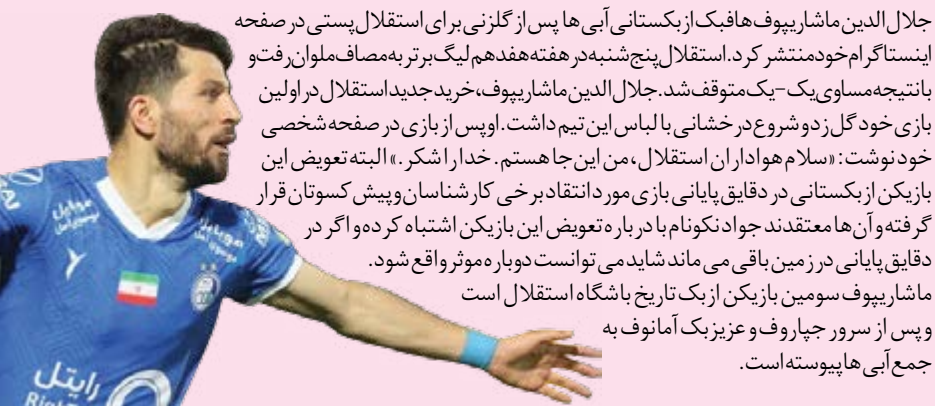 جلال‌الدین ماشاریپوف هافبک ازبکستانی آبی‌ها پس از گلزنی برای استقلال پستی در صفحه
اینستاگرام خود منتشر کرد. استقلال پنج‌شنبه در هفته هفدهم لیگ برتر به مصاف ملوان رفت و
با نتیجه مساوی یک-یک متوقف شد. جلال‌الدین ماشاریپوف، خرید جدید استقلال در اولین
بازی خود گل زد و شروع درخشانی با لباس این تیم داشت. او پس از بازی در صفحه شخصی
خود نوشت: «سلام هواداران استقلال، من این جا هستم. خدا را شکر.» البته تعویض این
بازیکن ازبکستانی در دقایق پایانی بازی مورد انتقاد برخی کارشناسان و پیش کسوتان قرار
گرفته و آن‌ها معتقدند جواد نکونام با درباره تعویض این بازیکن اشتباه کرده و اگر در
دقایق پایانی در زمین باقی می‌ماند شاید می‌توانست دوباره موثر واقع شود.
ماشاریپوف سومین بازیکن ازبک تاریخ باشگاه استقلال است
و پس از سرور جپاروف و عزیزبک آمانوف به
جمع آبی‌ها پیوسته است.
موبایل
موبایل
رایتل